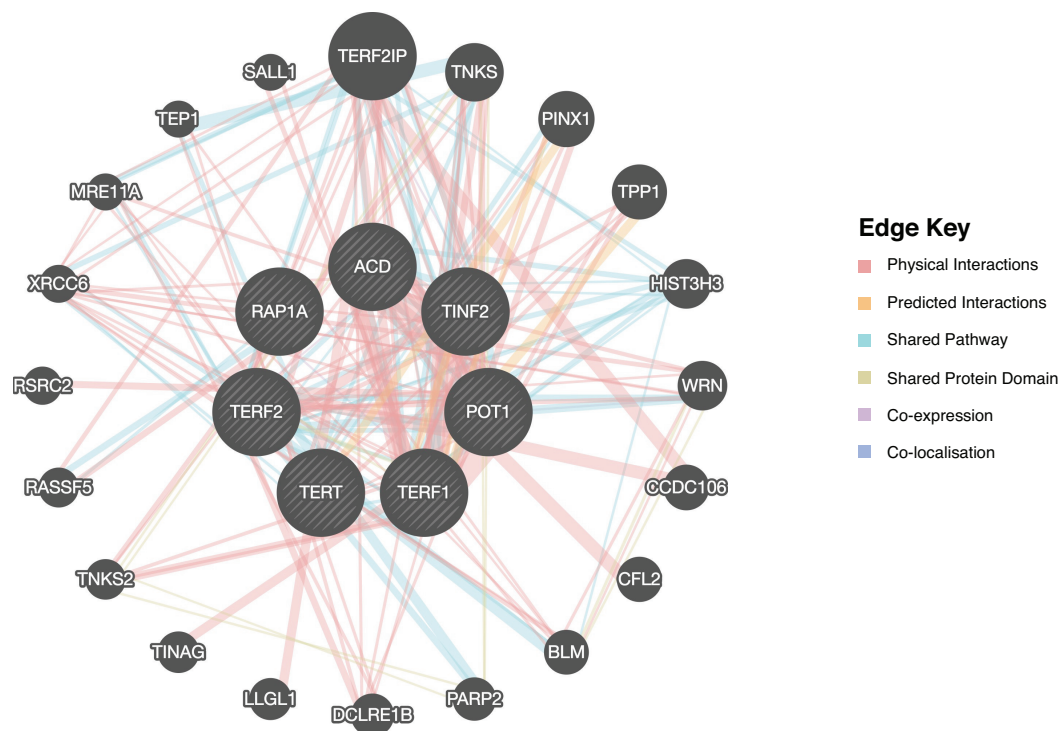 TERF2IP
SALL1
TNKS
TEP1
PINX1
MRE11A
TPP1
XRCC6
ACD
HIST3H3
RAP1A
TINF2
RSRC2
WRN
TERF2
POT1
RASSF5
TERT
TERF1
CCDC106
TNKS2
CFL2
TINAG
BLM
LLGL1
DCLRE1B
PARP2
Edge Key
Physical Interactions
Predicted Interactions
Shared Pathway
Shared Protein Domain
Co-expression
Co-localisation